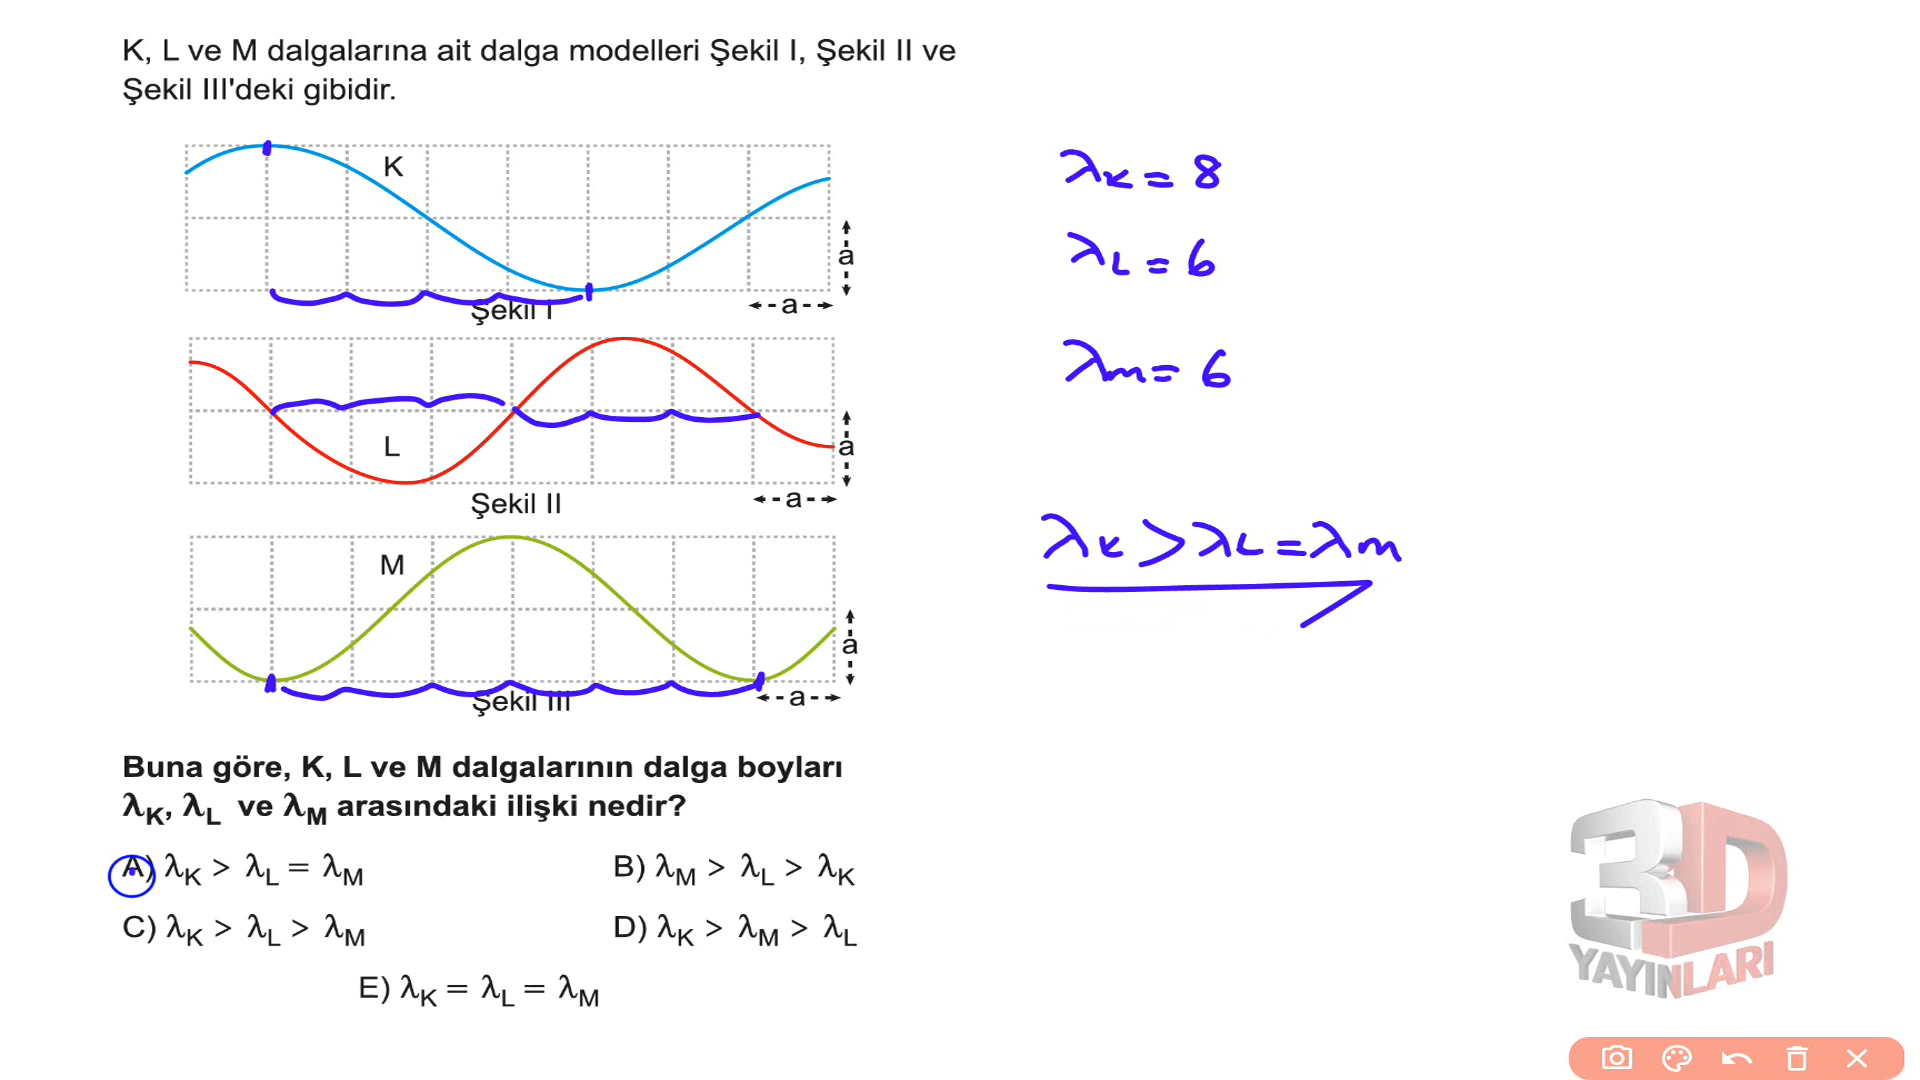 K, L ve M dalgalarına ait dalga modelleri Şekil I, Şekil II ve
Şekil III'deki gibidir.
K
a
a
Şekil I
L
a
a
Şekil II
M
a
a
Şekil III
λK = 8
λL = 6
λm = 6
λK > λL = λm
Buna göre, K, L ve M dalgalarının dalga boyları
λK, λL ve λM arasındaki ilişki nedir?
A) λK > λL = λM
B) λM > λL > λK
C) λK > λL > λM
D) λK > λM > λL
E) λK = λL = λM
3D
YAYINLARI